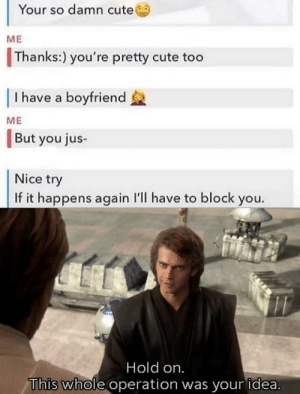 Your so damn cute😊
ME
Thanks:) you're pretty cute too
I have a boyfriend 🤦‍♀️
ME
But you jus-
Nice try
If it happens again I'll have to block you.
Hold on.
This whole operation was your idea.